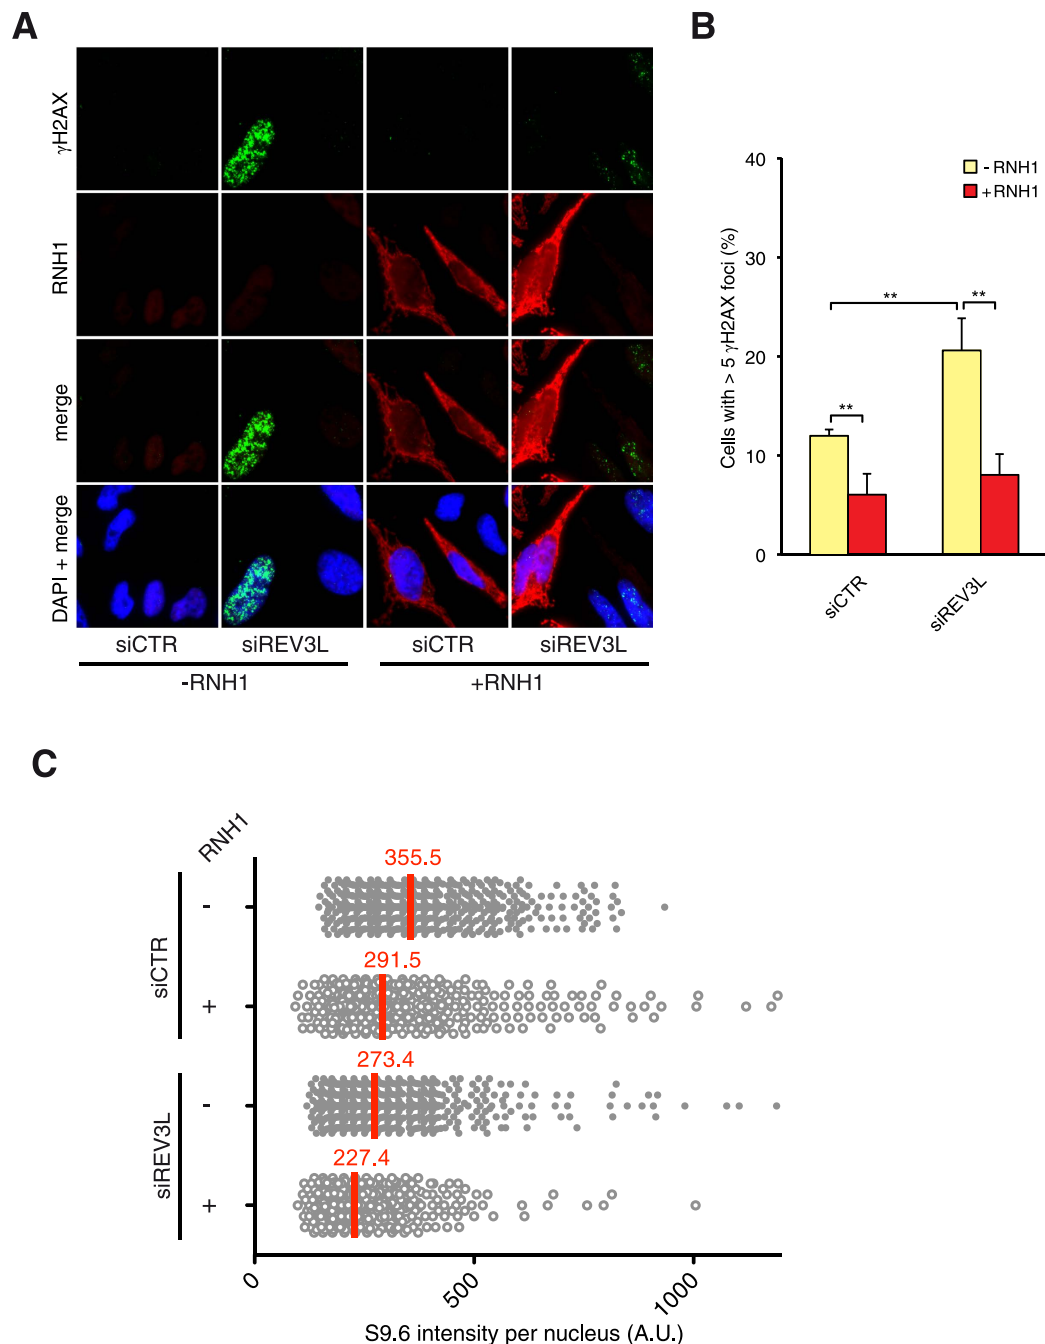 A
γH2AX
RNH1
merge
DAPI + merge
siCTR siREV3L siCTR siREV3L
-RNH1 +RNH1
B
Cells with > 5 γH2AX foci (%)
40
30
20
10
0
- RNH1
+RNH1
**
**
**
siCTR
siREV3L
C
RNH1
siCTR
-
+
siREV3L
-
+
355.5
291.5
273.4
227.4
0 500 1000
S9.6 intensity per nucleus (A.U.)